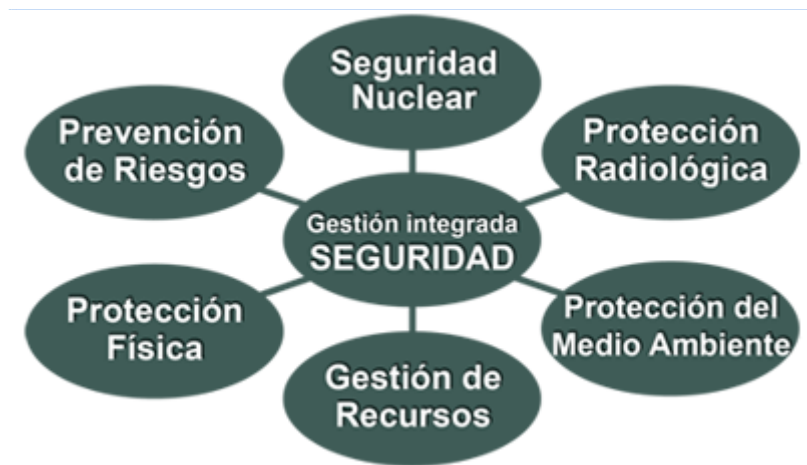 Seguridad
Nuclear
Prevención
de Riesgos
Protección
Radiológica
Gestión integrada
SEGURIDAD
Protección
Física
Protección del
Medio Ambiente
Gestión de
Recursos